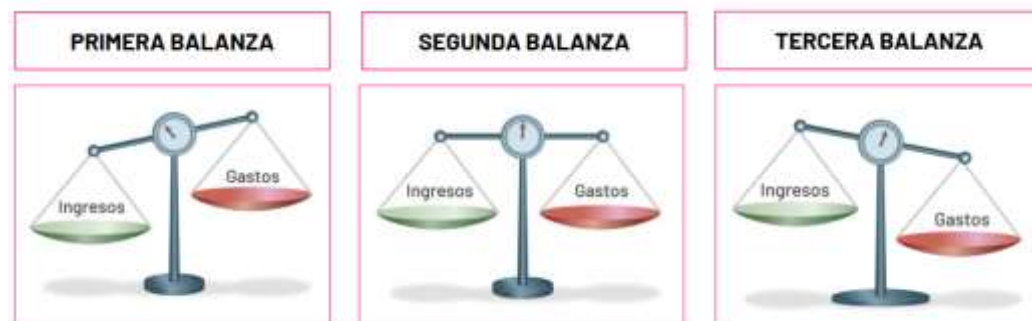 PRIMERA BALANZA
SEGUNDA BALANZA
TERCERA BALANZA
Ingresos
Gastos
Ingresos
Gastos
Ingresos
Gastos